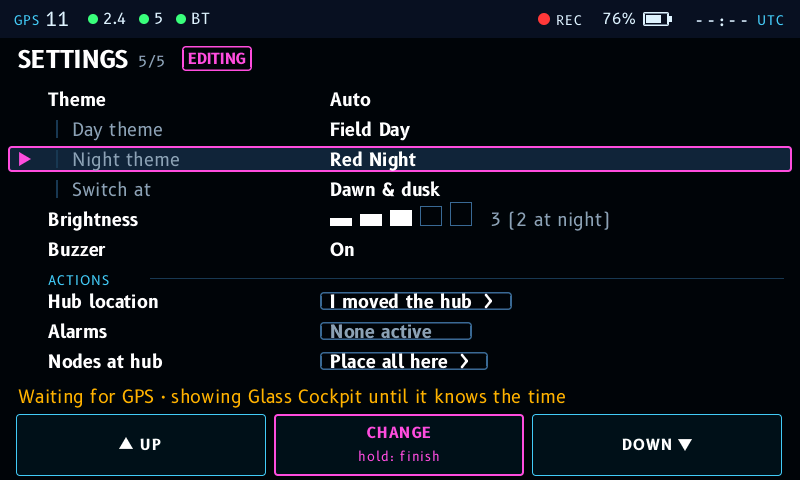 GPS 11 2.4 5 BT REC 76% --:-- UTC
SETTINGS 5/5 EDITING
Theme Auto
Day theme Field Day
Night theme Red Night
Switch at Dawn & dusk
Brightness 3 (2 at night)
Buzzer On
ACTIONS
Hub location I moved the hub >
Alarms None active
Nodes at hub Place all here >
Waiting for GPS · showing Glass Cockpit until it knows the time
▲ UP CHANGE DOWN ▼
hold: finish